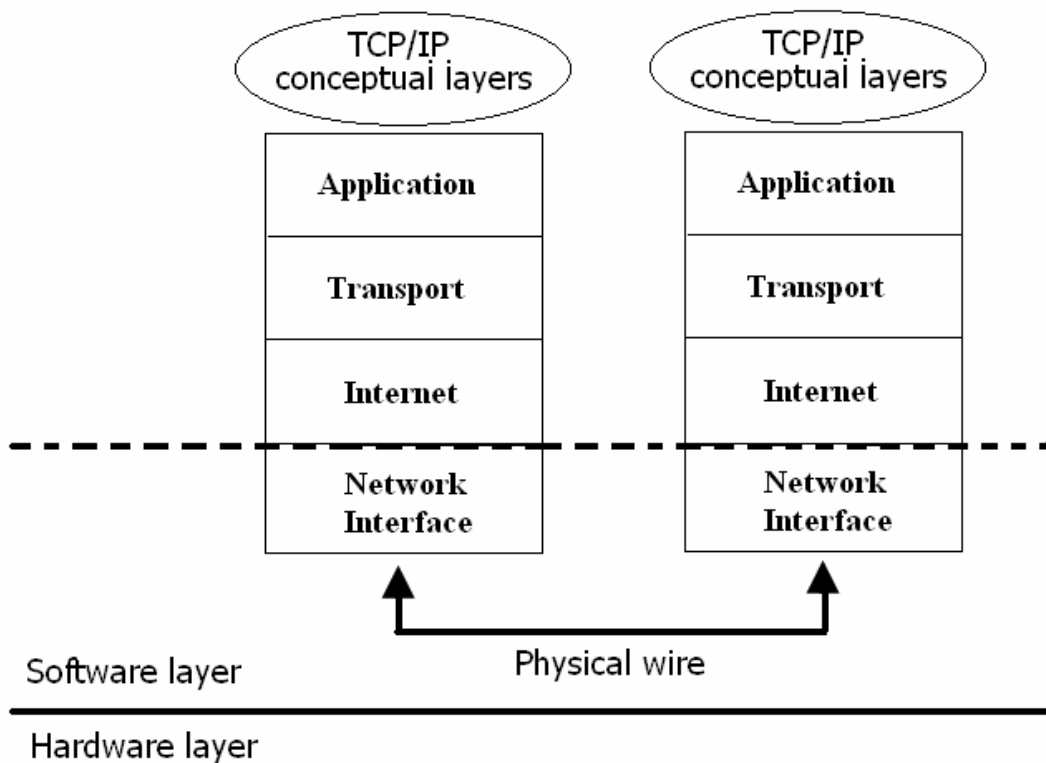 TCP/IP
conceptual layers
TCP/IP
conceptual layers
Application
Application
Transport
Transport
Internet
Internet
Network
Interface
Network
Interface
Physical wire
Software layer
Hardware layer